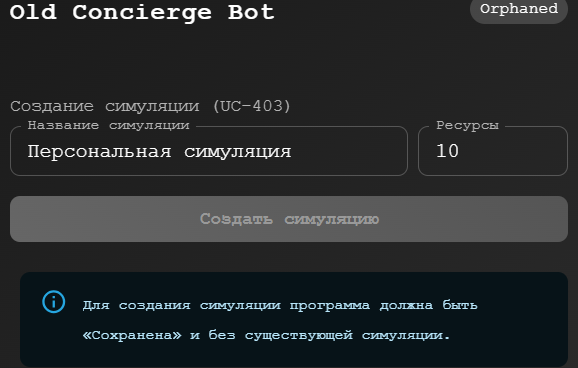 Old Concierge Bot
Orphaned
Создание симуляции (UC-403)
Название симуляции
Ресурсы
Персональная симуляция
10
Создать симуляцию
Для создания симуляции программа должна быть
«Сохранена» и без существующей симуляции.